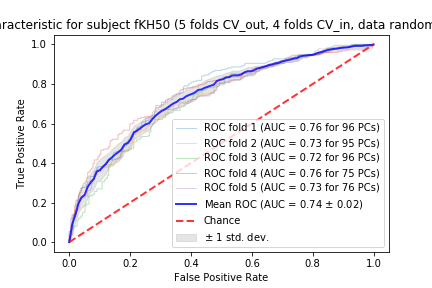 aracteristic for subject fKH50 (5 folds CV_out, 4 folds CV_in, data random
True Positive Rate
1.0
0.8
0.6
0.4
0.2
0.0
ROC fold 1 (AUC = 0.76 for 96 PCs)
ROC fold 2 (AUC = 0.73 for 95 PCs)
ROC fold 3 (AUC = 0.72 for 96 PCs)
ROC fold 4 (AUC = 0.76 for 75 PCs)
ROC fold 5 (AUC = 0.73 for 76 PCs)
Mean ROC (AUC = 0.74 ± 0.02)
Chance
± 1 std. dev.
0.0 0.2 0.4 0.6 0.8 1.0
False Positive Rate